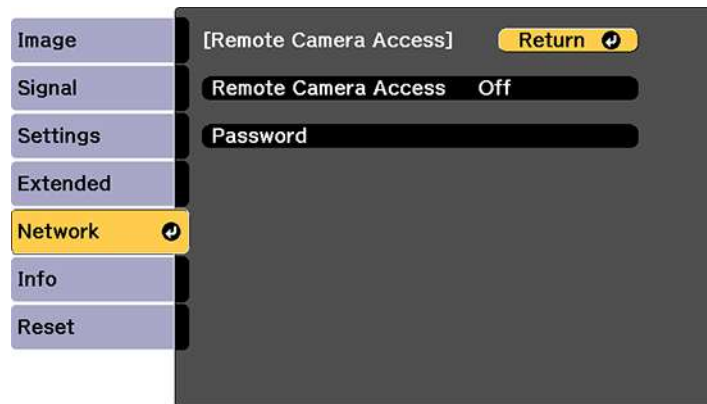 Image
Signal
Settings
Extended
Network
Info
Reset
[Remote Camera Access] Return
Remote Camera Access Off
Password